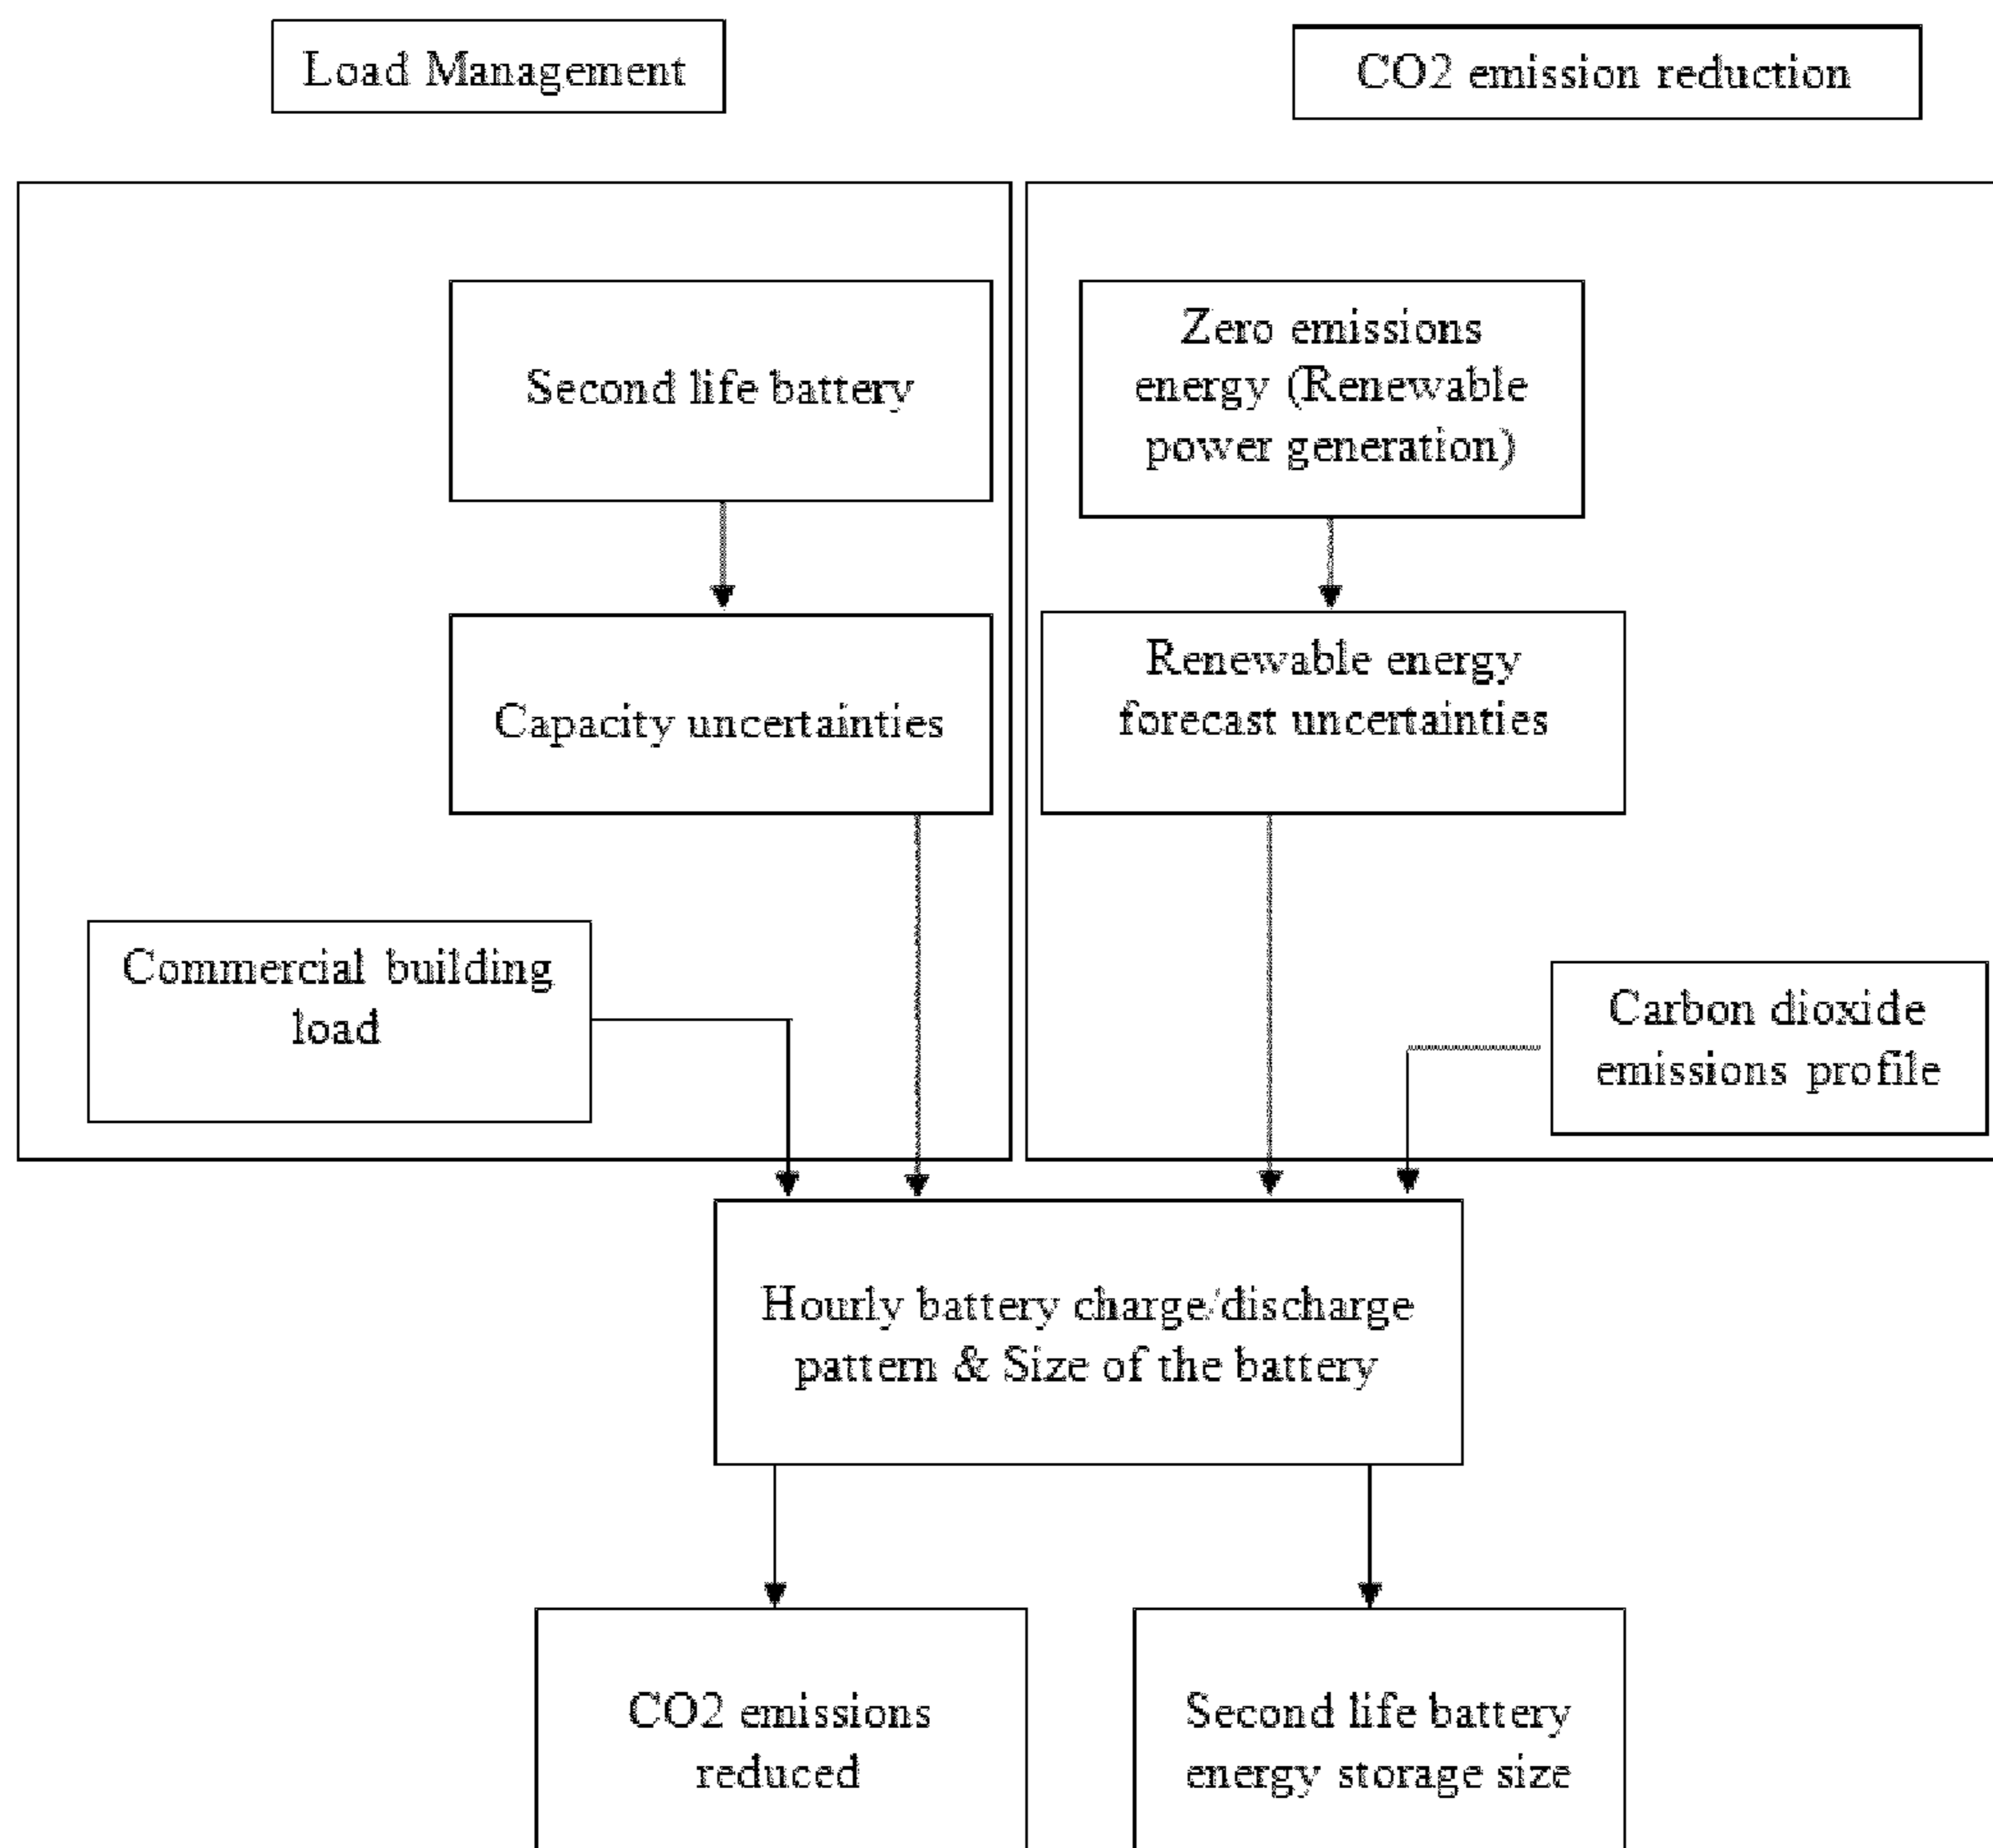 Load Management
CO2 emission reduction
Second life battery
Zero emissions
energy (Renewable
power generation)
Capacity uncertainties
Renewable energy
forecast uncertainties
Commercial building
load
Carbon dioxide
emissions profile
Hourly battery charge/discharge
pattern & Size of the battery
CO2 emissions
reduced
Second life battery
energy storage size